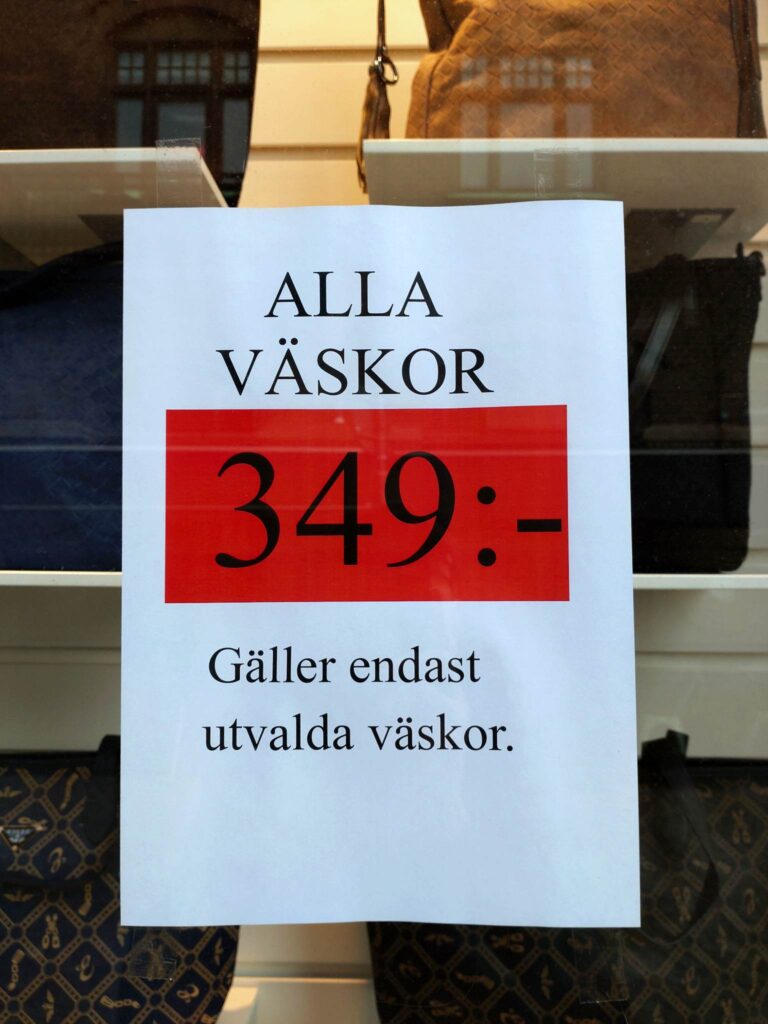 ALLA
VÄSKOR
349:-
Gäller endast
utvalda väskor.